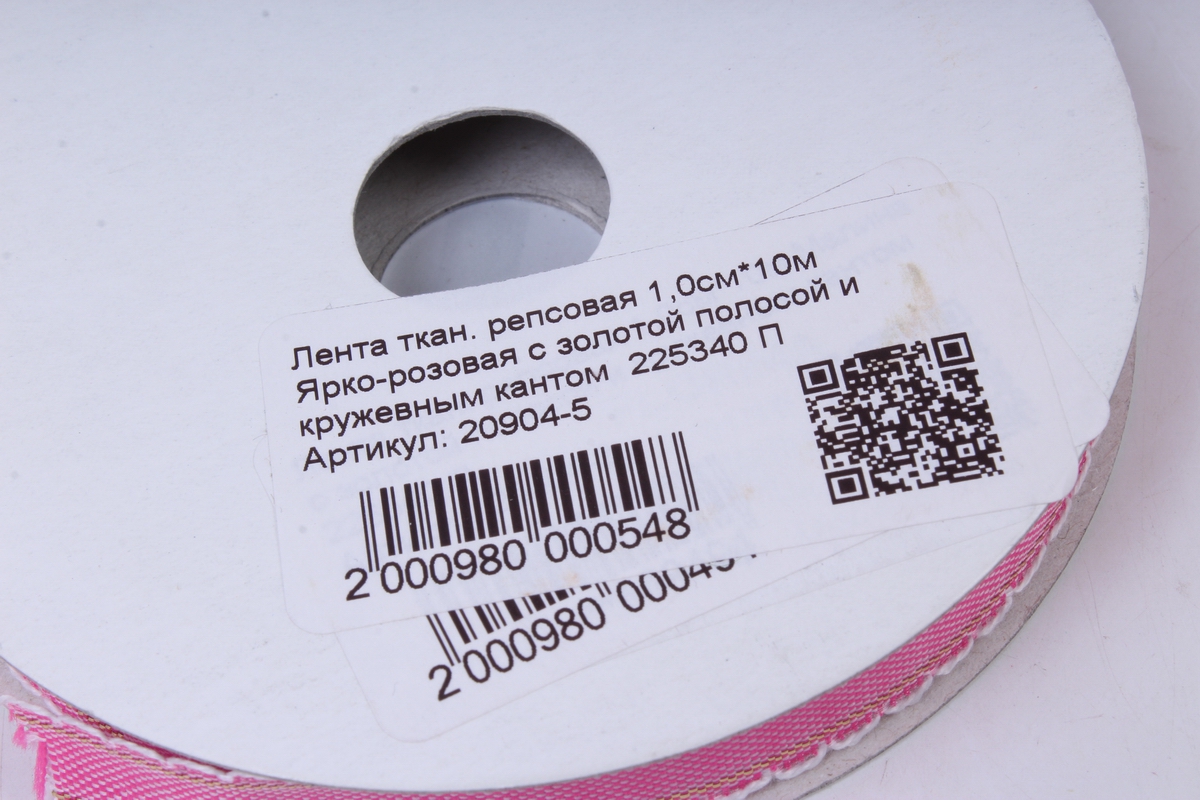 Лента ткан. репсовая 1,0см*10м
Ярко-розовая с золотой полосой и
кружевным кантом 225340 П
Артикул: 20904-5
2 000980 000548
2 000980